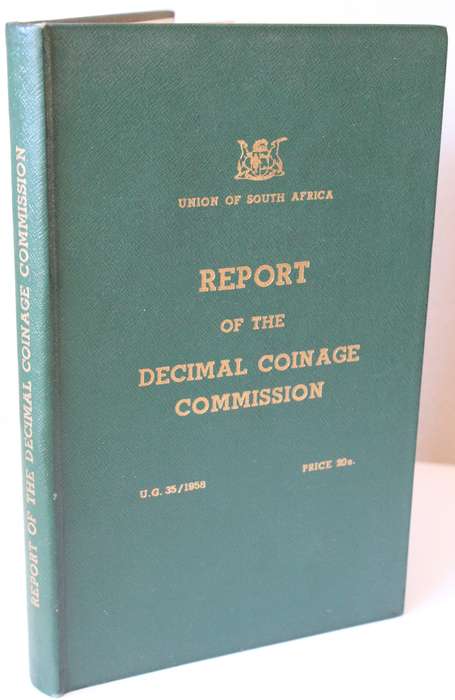 REPORT OF THE DECIMAL COINAGE COMMISSION
UNION OF SOUTH AFRICA
REPORT
OF THE
DECIMAL COINAGE
COMMISSION
U.G. 35/1958
PRICE 20s.